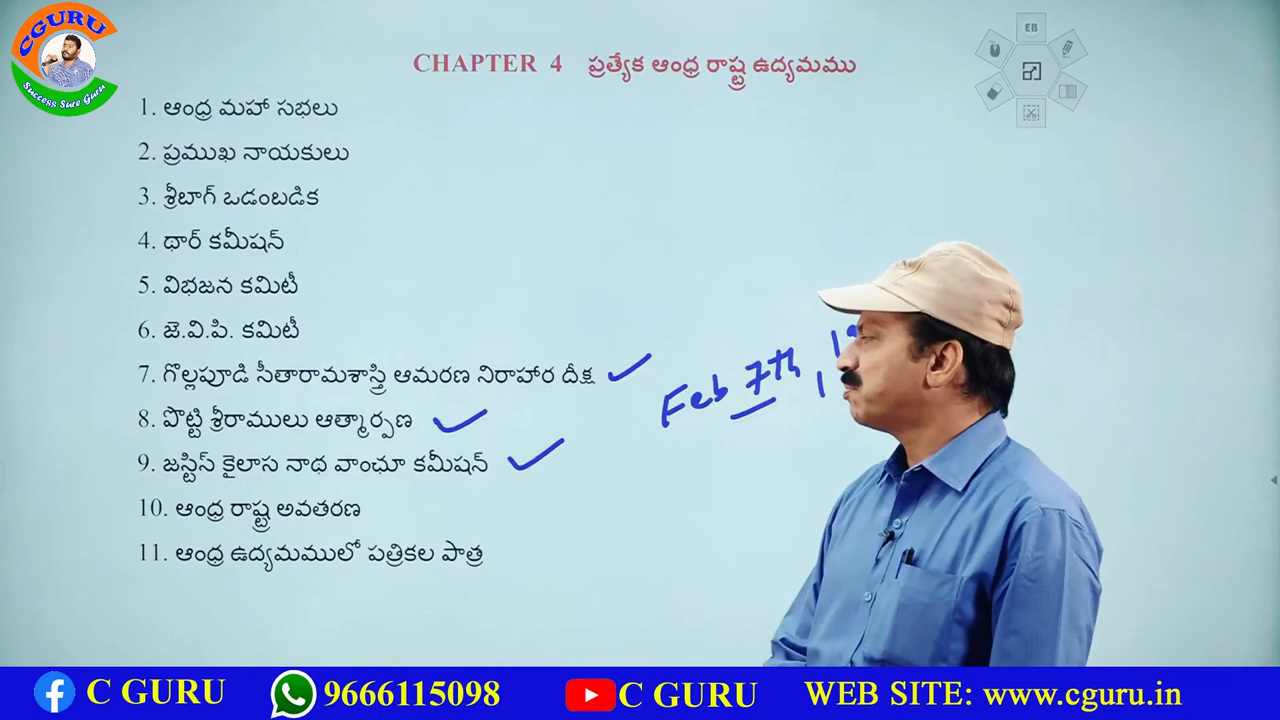 CGURU
Success Sure Guru
CHAPTER 4 ప్రత్యేక ఆంధ్ర రాష్ట్ర ఉద్యమము
EB
1. ఆంధ్ర మహా సభలు
2. ప్రముఖ నాయకులు
3. శ్రీబాగ్ ఒడంబడిక
4. థార్ కమీషన్
5. విభజన కమిటీ
6. జె.వి.పి. కమిటీ
7. గొల్లపూడి సీతారామశాస్త్రి ఆమరణ నిరాహార దీక్ష
8. పొట్టి శ్రీరాములు ఆత్మార్పణ
9. జస్టిస్ కైలాస నాథ వాంఛూ కమీషన్
10. ఆంధ్ర రాష్ట్ర అవతరణ
11. ఆంధ్ర ఉద్యమములో పత్రికల పాత్ర
Feb 7th
C GURU 9666115098 C GURU WEB SITE: www.cguru.in